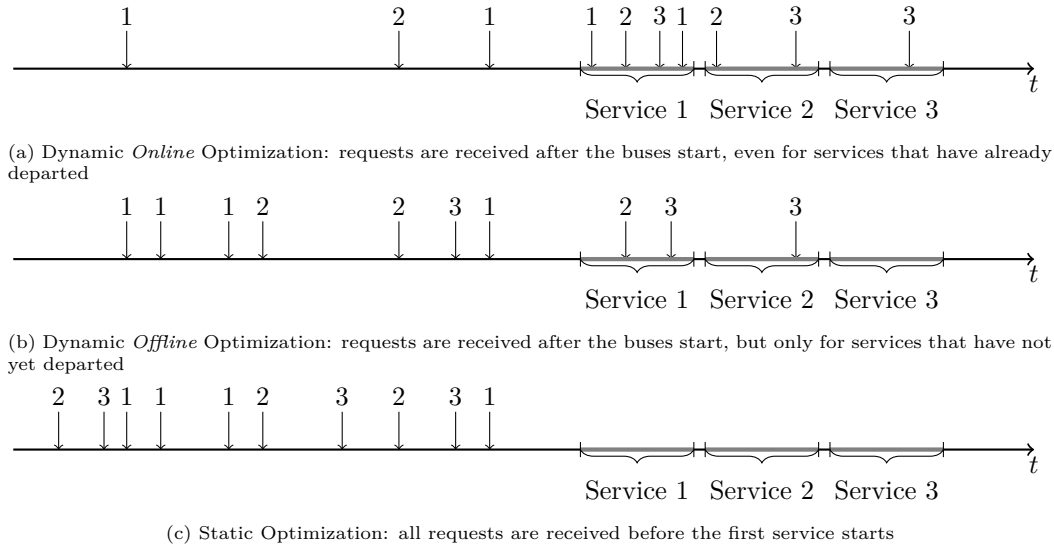 1 2 1 1 2 3 1 2 3 3
t
Service 1 Service 2 Service 3
(a) Dynamic Online Optimization: requests are received after the buses start, even for services that have already
departed
1 1 1 2 2 3 1 2 3 3
t
Service 1 Service 2 Service 3
(b) Dynamic Offline Optimization: requests are received after the buses start, but only for services that have not
yet departed
2 3 1 1 1 2 3 2 3 1
t
Service 1 Service 2 Service 3
(c) Static Optimization: all requests are received before the first service starts